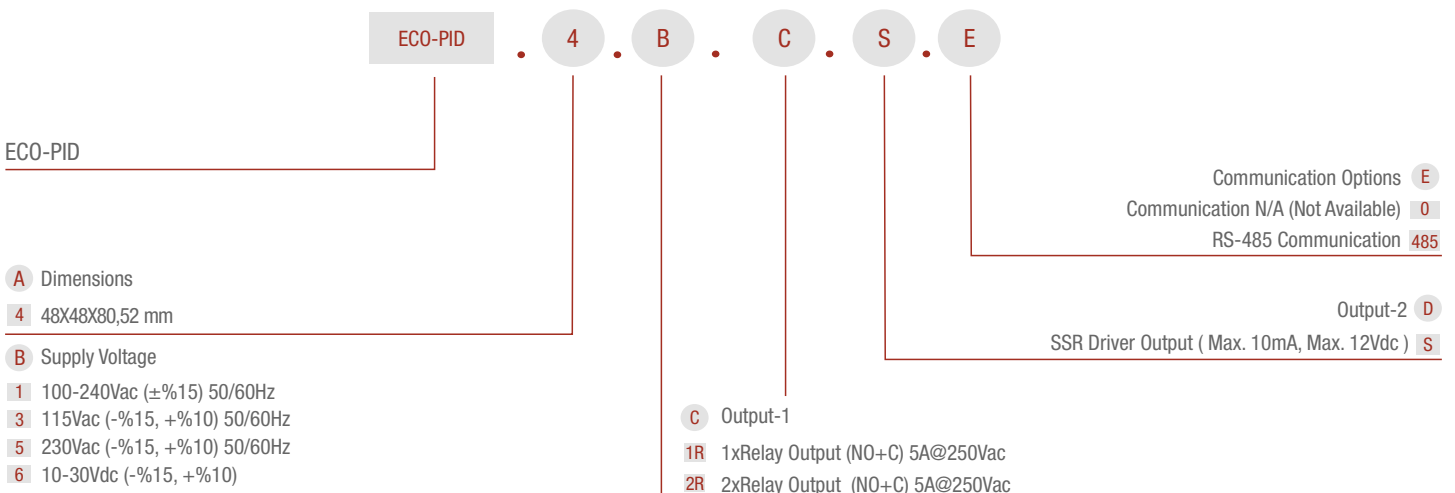 ECO-PID . 4 . B . C . S . E
ECO-PID
A Dimensions
4 48X48X80,52 mm
B Supply Voltage
1 100-240Vac (±%15) 50/60Hz
3 115Vac (-%15, +%10) 50/60Hz
5 230Vac (-%15, +%10) 50/60Hz
6 10-30Vdc (-%15, +%10)
C Output-1
1R 1xRelay Output (NO+C) 5A@250Vac
2R 2xRelay Output (NO+C) 5A@250Vac
Communication Options E
Communication N/A (Not Available) 0
RS-485 Communication 485
Output-2 D
SSR Driver Output ( Max. 10mA, Max. 12Vdc ) S